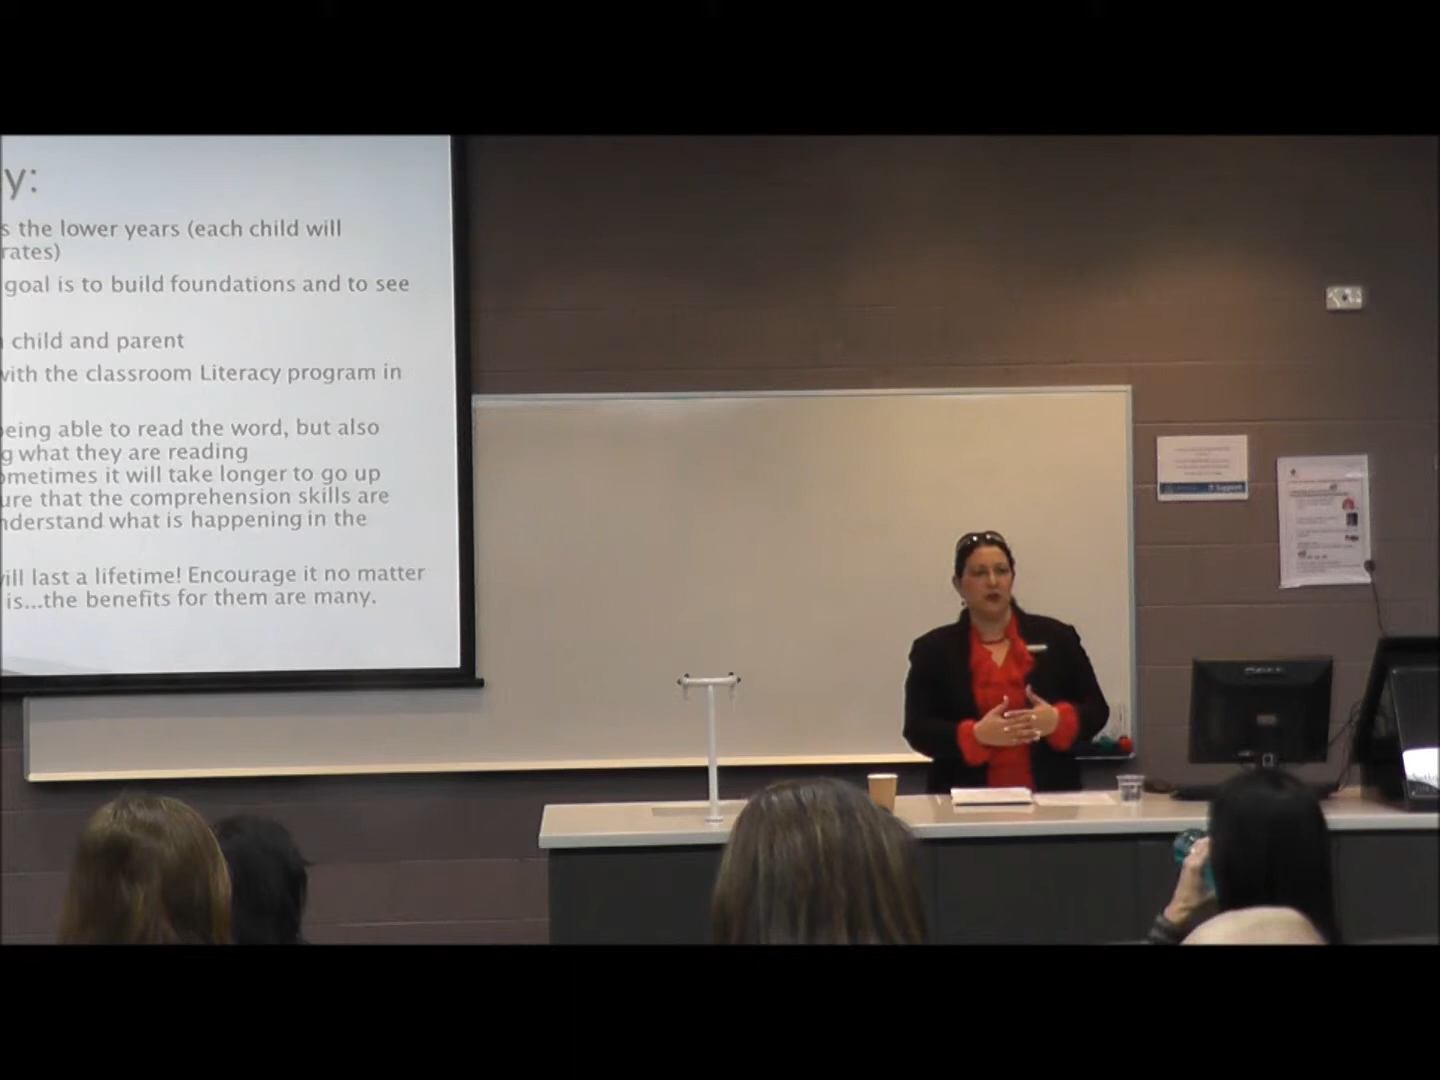 y:
s the lower years (each child will
rates)
goal is to build foundations and to see
child and parent
with the classroom Literacy program in
being able to read the word, but also
g what they are reading
ometimes it will take longer to go up
ure that the comprehension skills are
nderstand what is happening in the
will last a lifetime! Encourage it no matter
is...the benefits for them are many.
Support